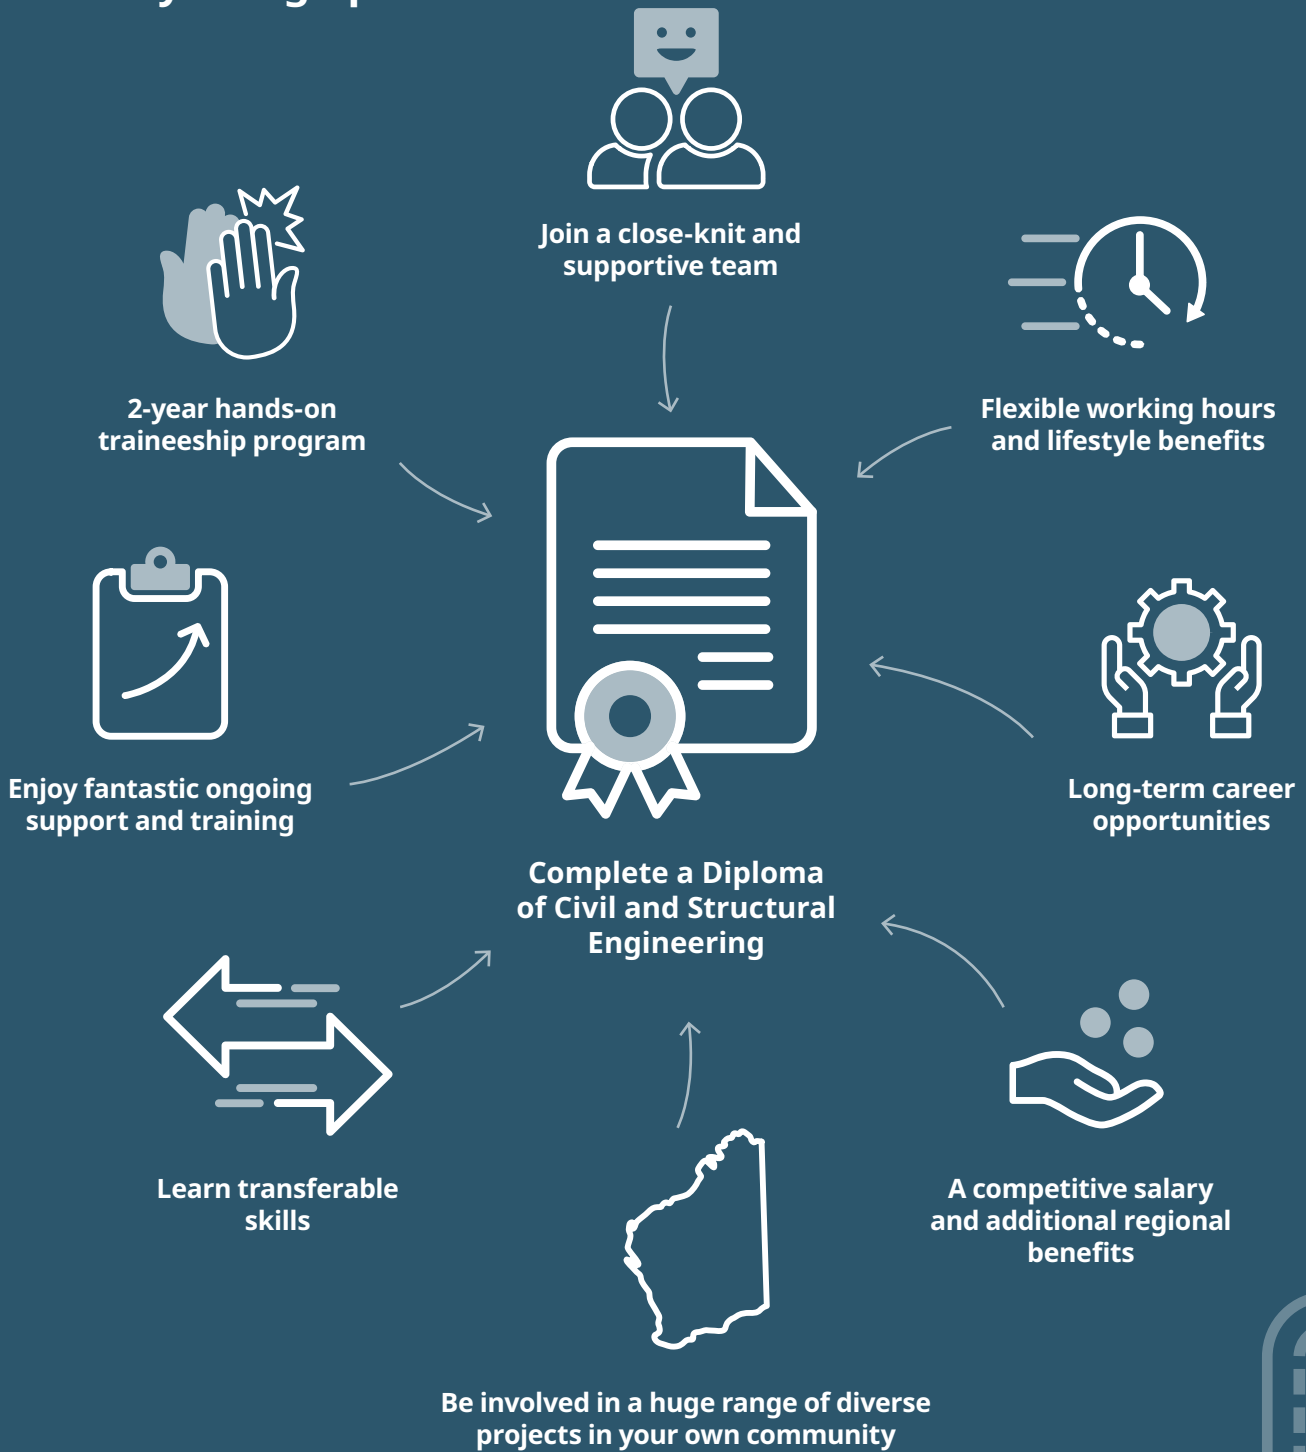 Join a close-knit and
supportive team
2-year hands-on
traineeship program
Flexible working hours
and lifestyle benefits
Enjoy fantastic ongoing
support and training
Long-term career
opportunities
Complete a Diploma
of Civil and Structural
Engineering
Learn transferable
skills
A competitive salary
and additional regional
benefits
Be involved in a huge range of diverse
projects in your own community